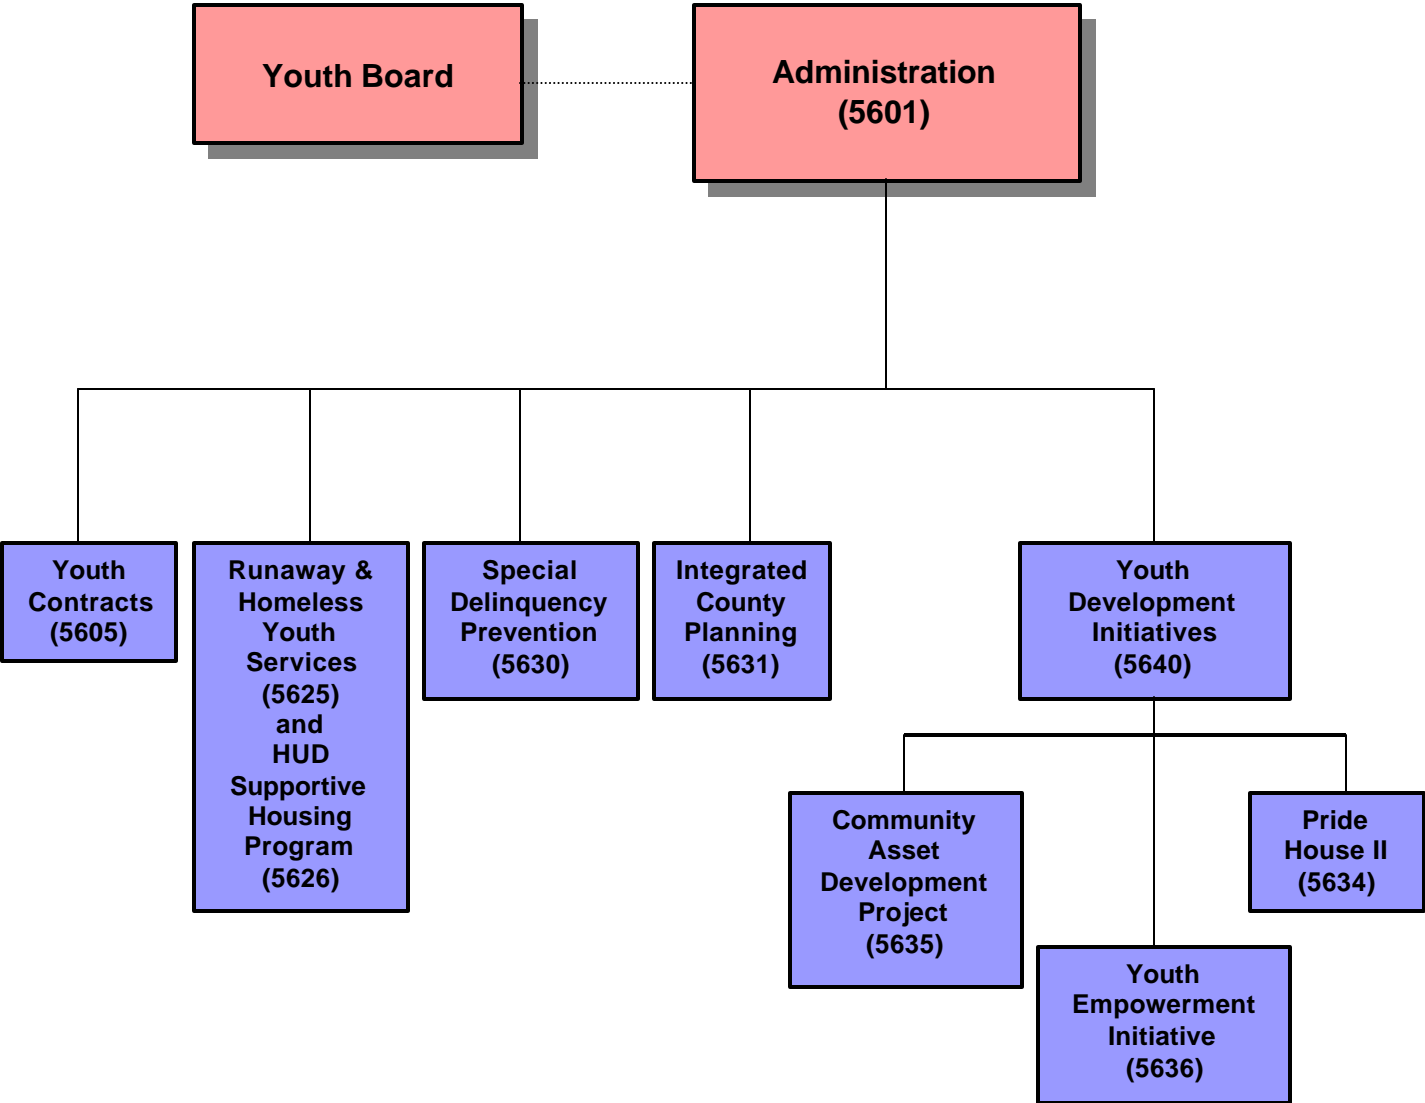 Youth Board
Administration
(5601)
Youth
Contracts
(5605)
Runaway &
Homeless
Youth
Services
(5625)
and
HUD
Supportive
Housing
Program
(5626)
Special
Delinquency
Prevention
(5630)
Integrated
County
Planning
(5631)
Youth
Development
Initiatives
(5640)
Community
Asset
Development
Project
(5635)
Youth
Empowerment
Initiative
(5636)
Pride
House II
(5634)